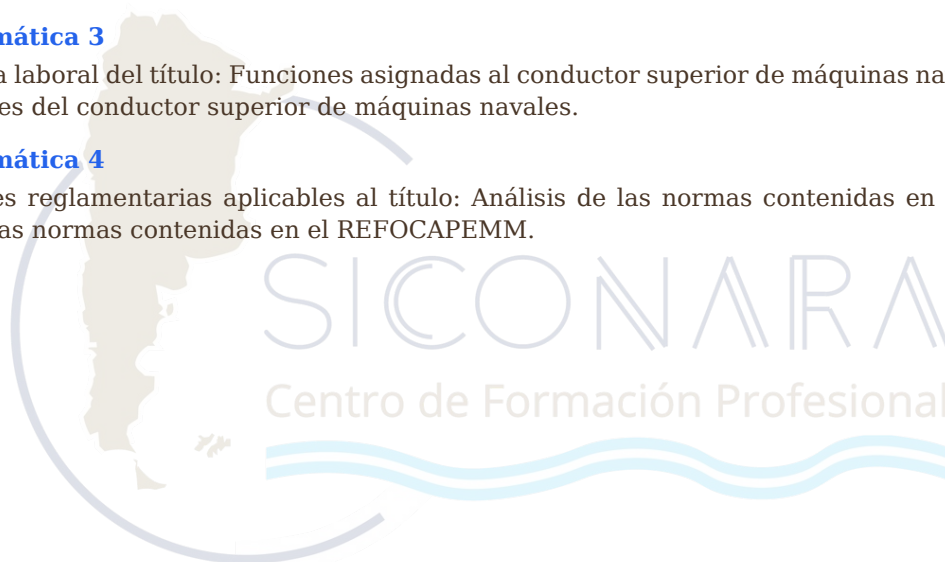 mática 3
a laboral del título: Funciones asignadas al conductor superior de máquinas na
es del conductor superior de máquinas navales.
mática 4
es reglamentarias aplicables al título: Análisis de las normas contenidas en
as normas contenidas en el REFOCAPEMM.
SICONARA
Centro de Formación Profesional